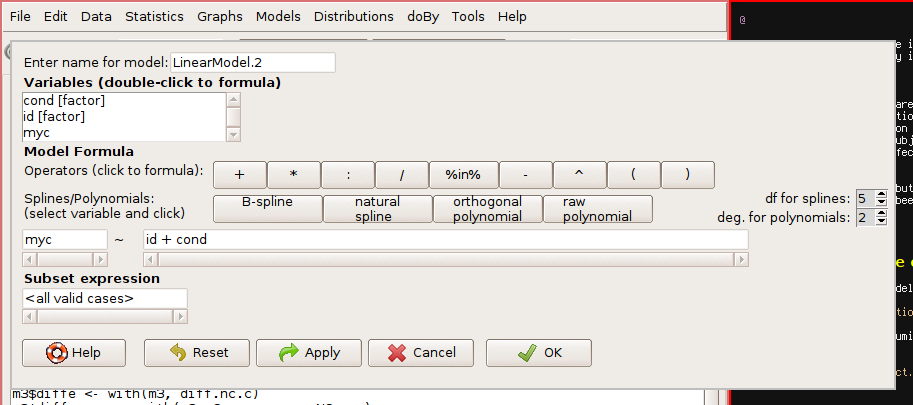 File Edit Data Statistics Graphs Models Distributions doBy Tools Help
@
Enter name for model: LinearModel.2
Variables (double-click to formula)
cond [factor]
id [factor]
myc
Model Formula
Operators (click to formula): + * : / %in% - ^ ( )
Splines/Polynomials:
(select variable and click)
B-spline
natural
spline
orthogonal
polynomial
raw
polynomial
df for splines: 5
deg. for polynomials: 2
myc ~ id + cond
Subset expression
<all valid cases>
Help Reset Apply Cancel OK
m3$diffe <- with(m3, diff.nc.c)